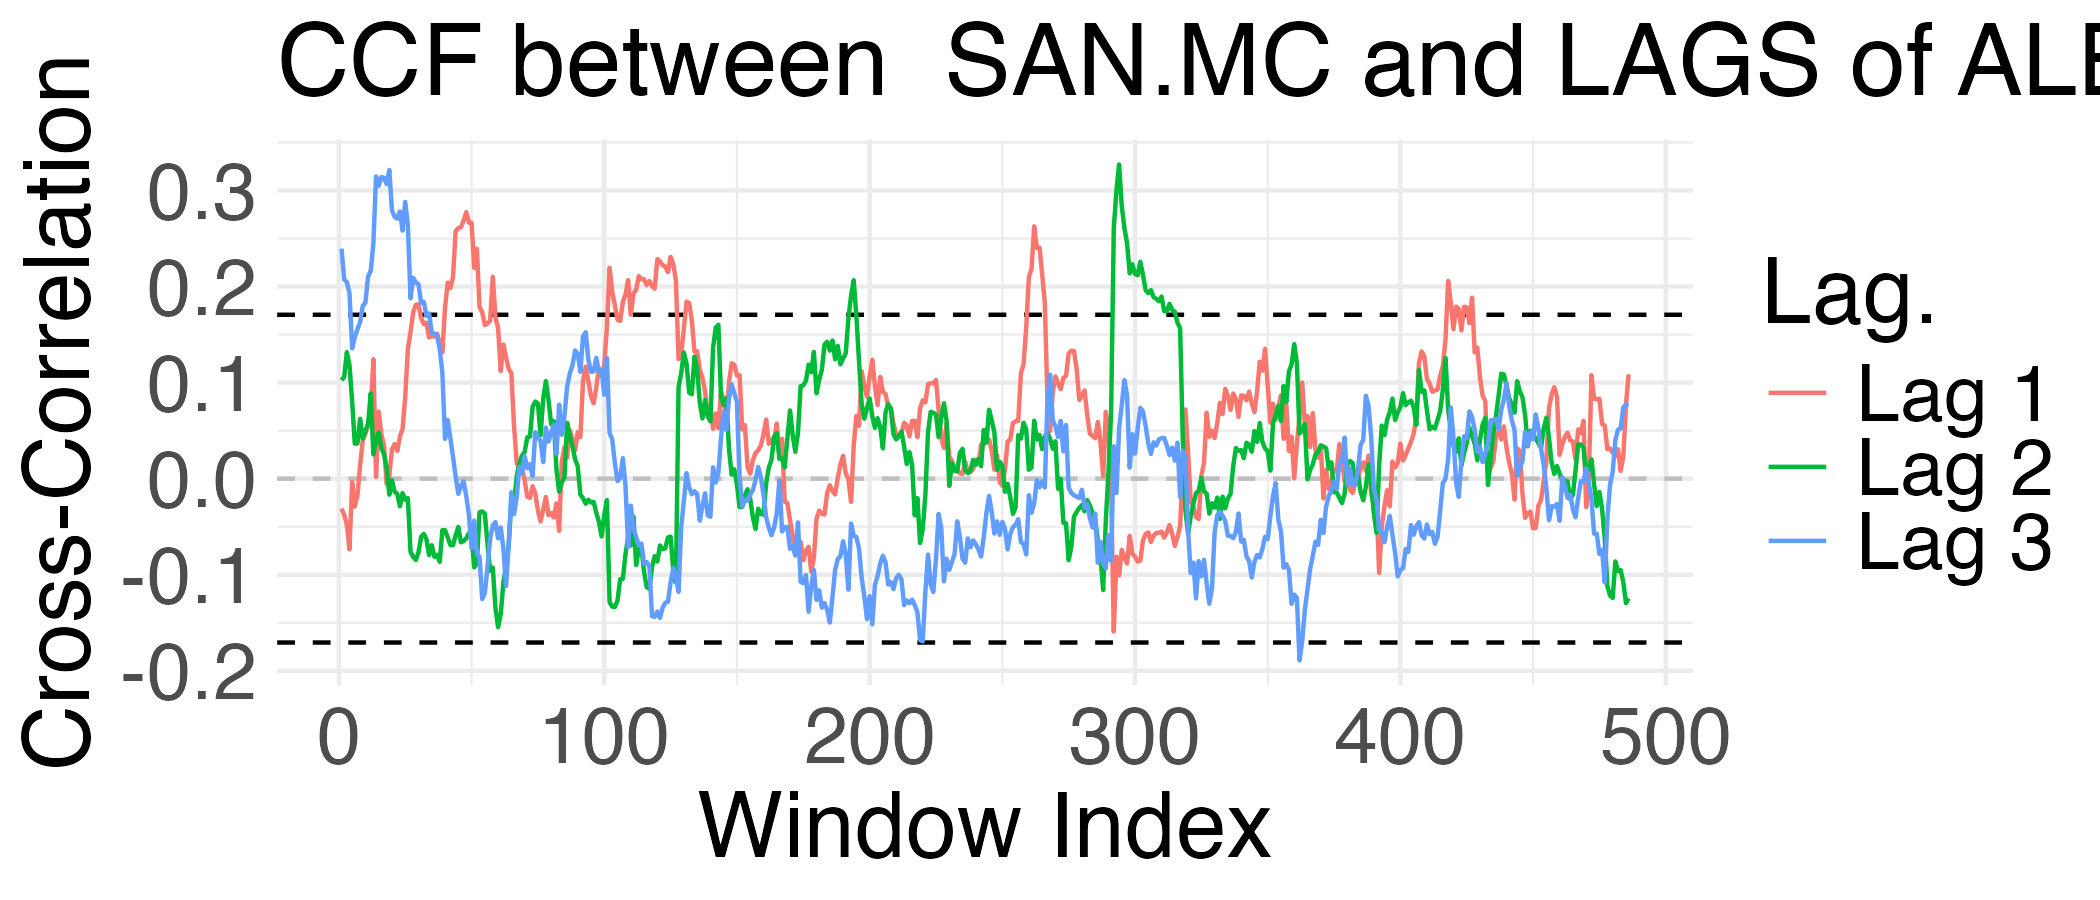 CCF between SAN.MC and LAGS of ALE
Cross-Correlation
0.3
0.2
0.1
0.0
-0.1
-0.2
0 100 200 300 400 500
Window Index
Lag.
Lag 1
Lag 2
Lag 3